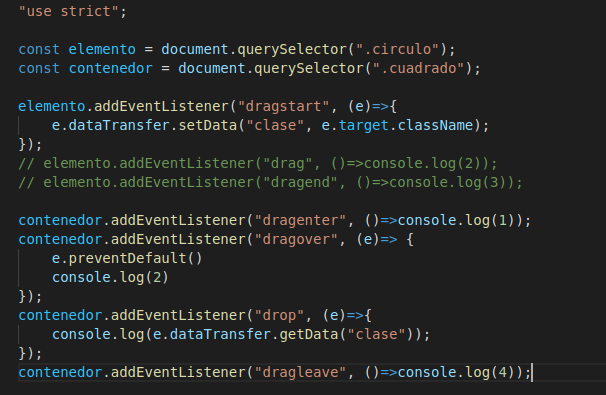 "use strict";
const elemento = document.querySelector(".circulo");
const contenedor = document.querySelector(".cuadrado");
elemento.addEventListener("dragstart", (e)=>{
    e.dataTransfer.setData("clase", e.target.className);
});
// elemento.addEventListener("drag", ()=>console.log(2));
// elemento.addEventListener("dragend", ()=>console.log(3));
contenedor.addEventListener("dragenter", ()=>console.log(1));
contenedor.addEventListener("dragover", (e)=> {
    e.preventDefault()
    console.log(2)
});
contenedor.addEventListener("drop", (e)=>{
    console.log(e.dataTransfer.getData("clase"));
});
contenedor.addEventListener("dragleave", ()=>console.log(4));